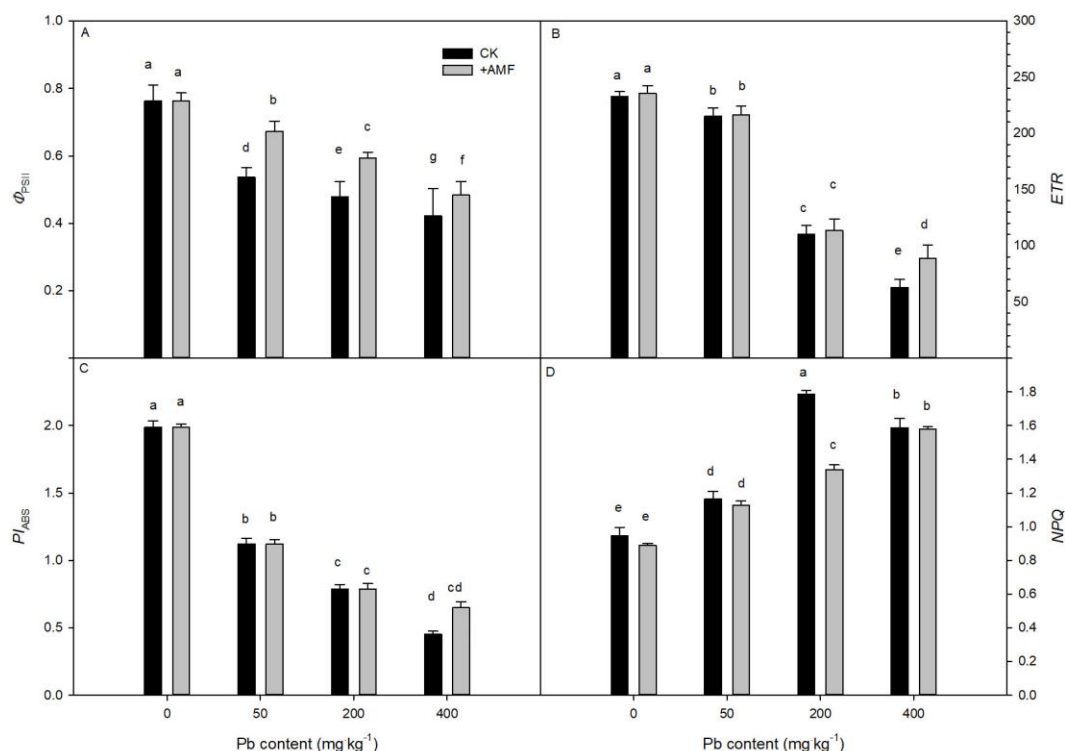 1.0
0.8
0.6
0.4
0.2
Φ_PSII
A
a a
d b
e c
g f
CK
+AMF
B
a a
b b
c c
e d
300
250
200
150
100
50
ETR
2.0
1.5
1.0
0.5
0.0
PI_ABS
C
a a
b b
c c
d cd
0 50 200 400
Pb content (mg·kg⁻¹)
D
e e
d d
a c
b b
1.8
1.6
1.4
1.2
1.0
0.8
0.6
0.4
0.2
0.0
NPQ
0 50 200 400
Pb content (mg·kg⁻¹)